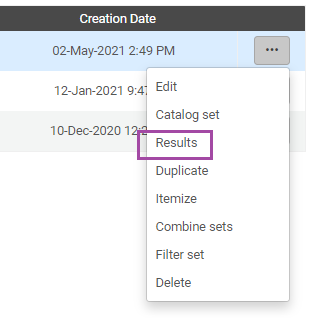 Creation Date
02-May-2021 2:49 PM
12-Jan-2021 9:47
10-Dec-2020 12:2
Edit
Catalog set
Results
Duplicate
Itemize
Combine sets
Filter set
Delete